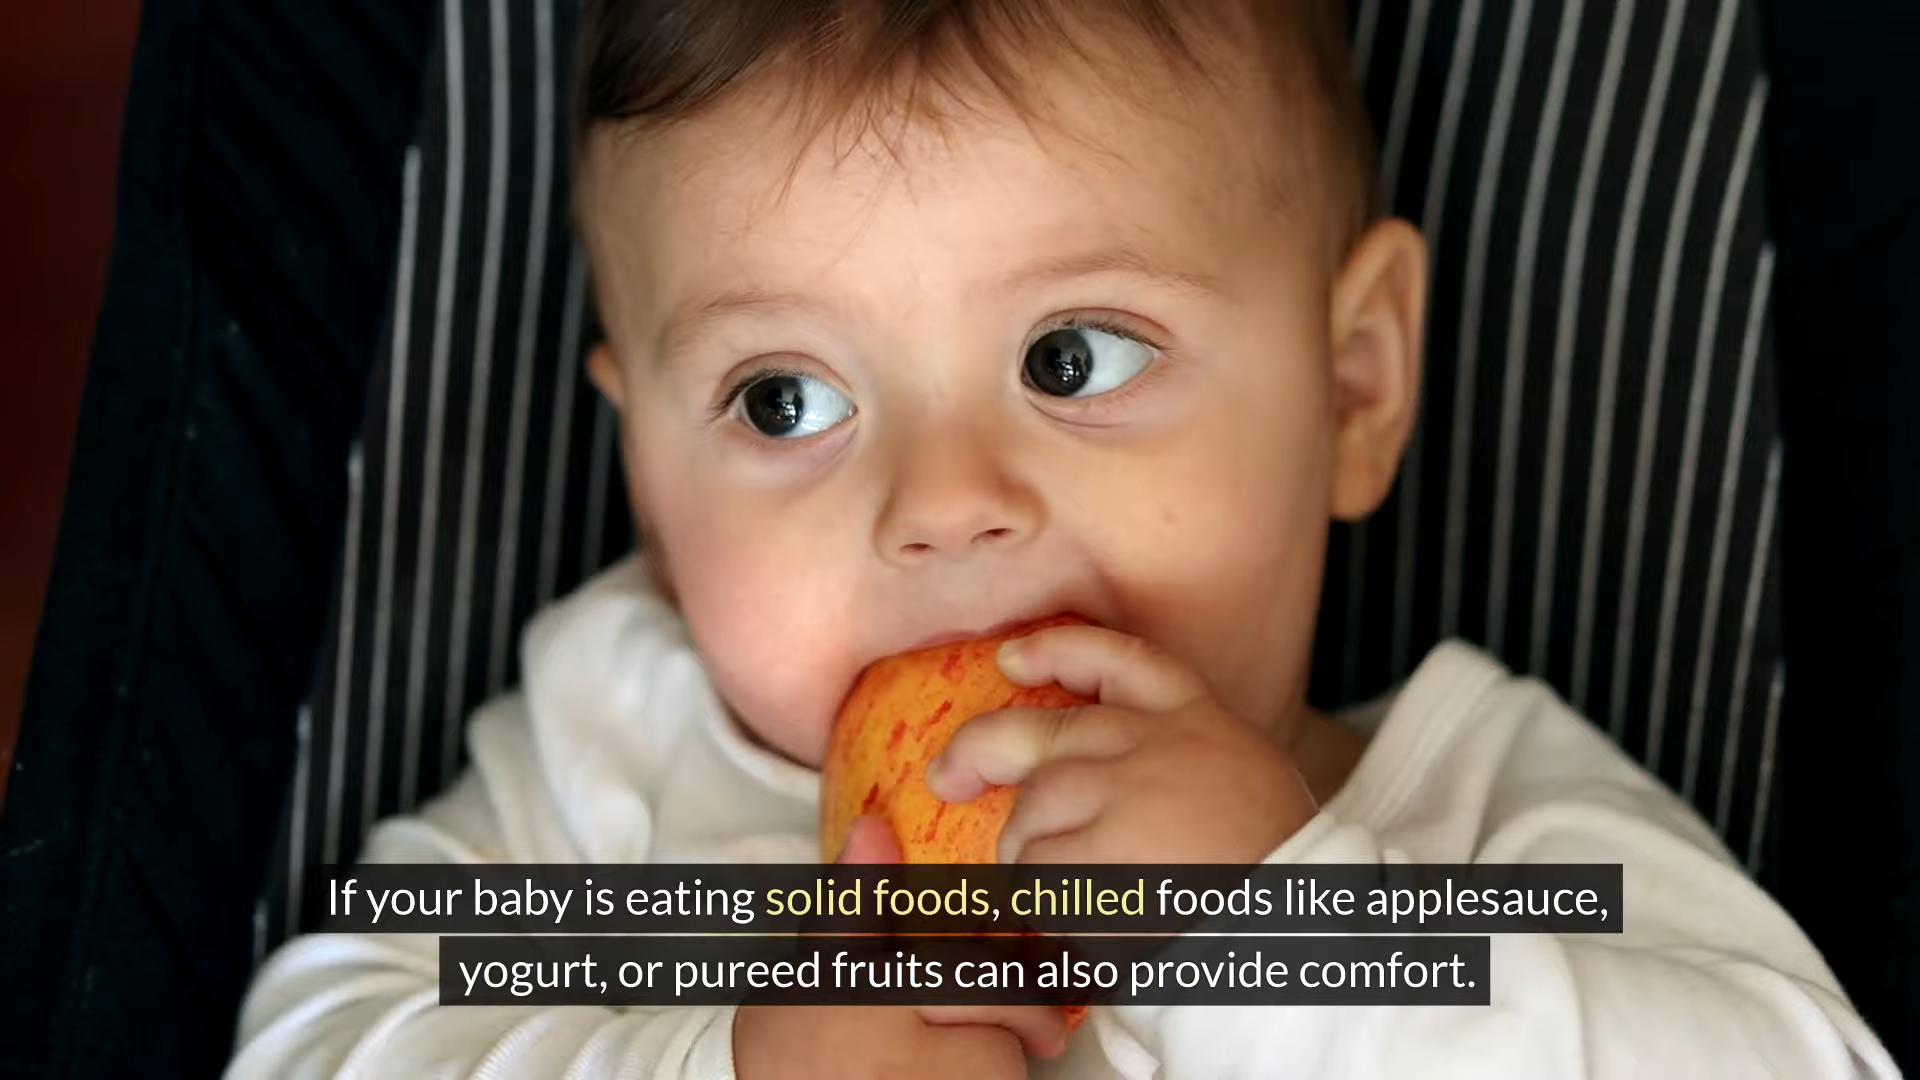 If your baby is eating solid foods, chilled foods like applesauce,
yogurt, or pureed fruits can also provide comfort.